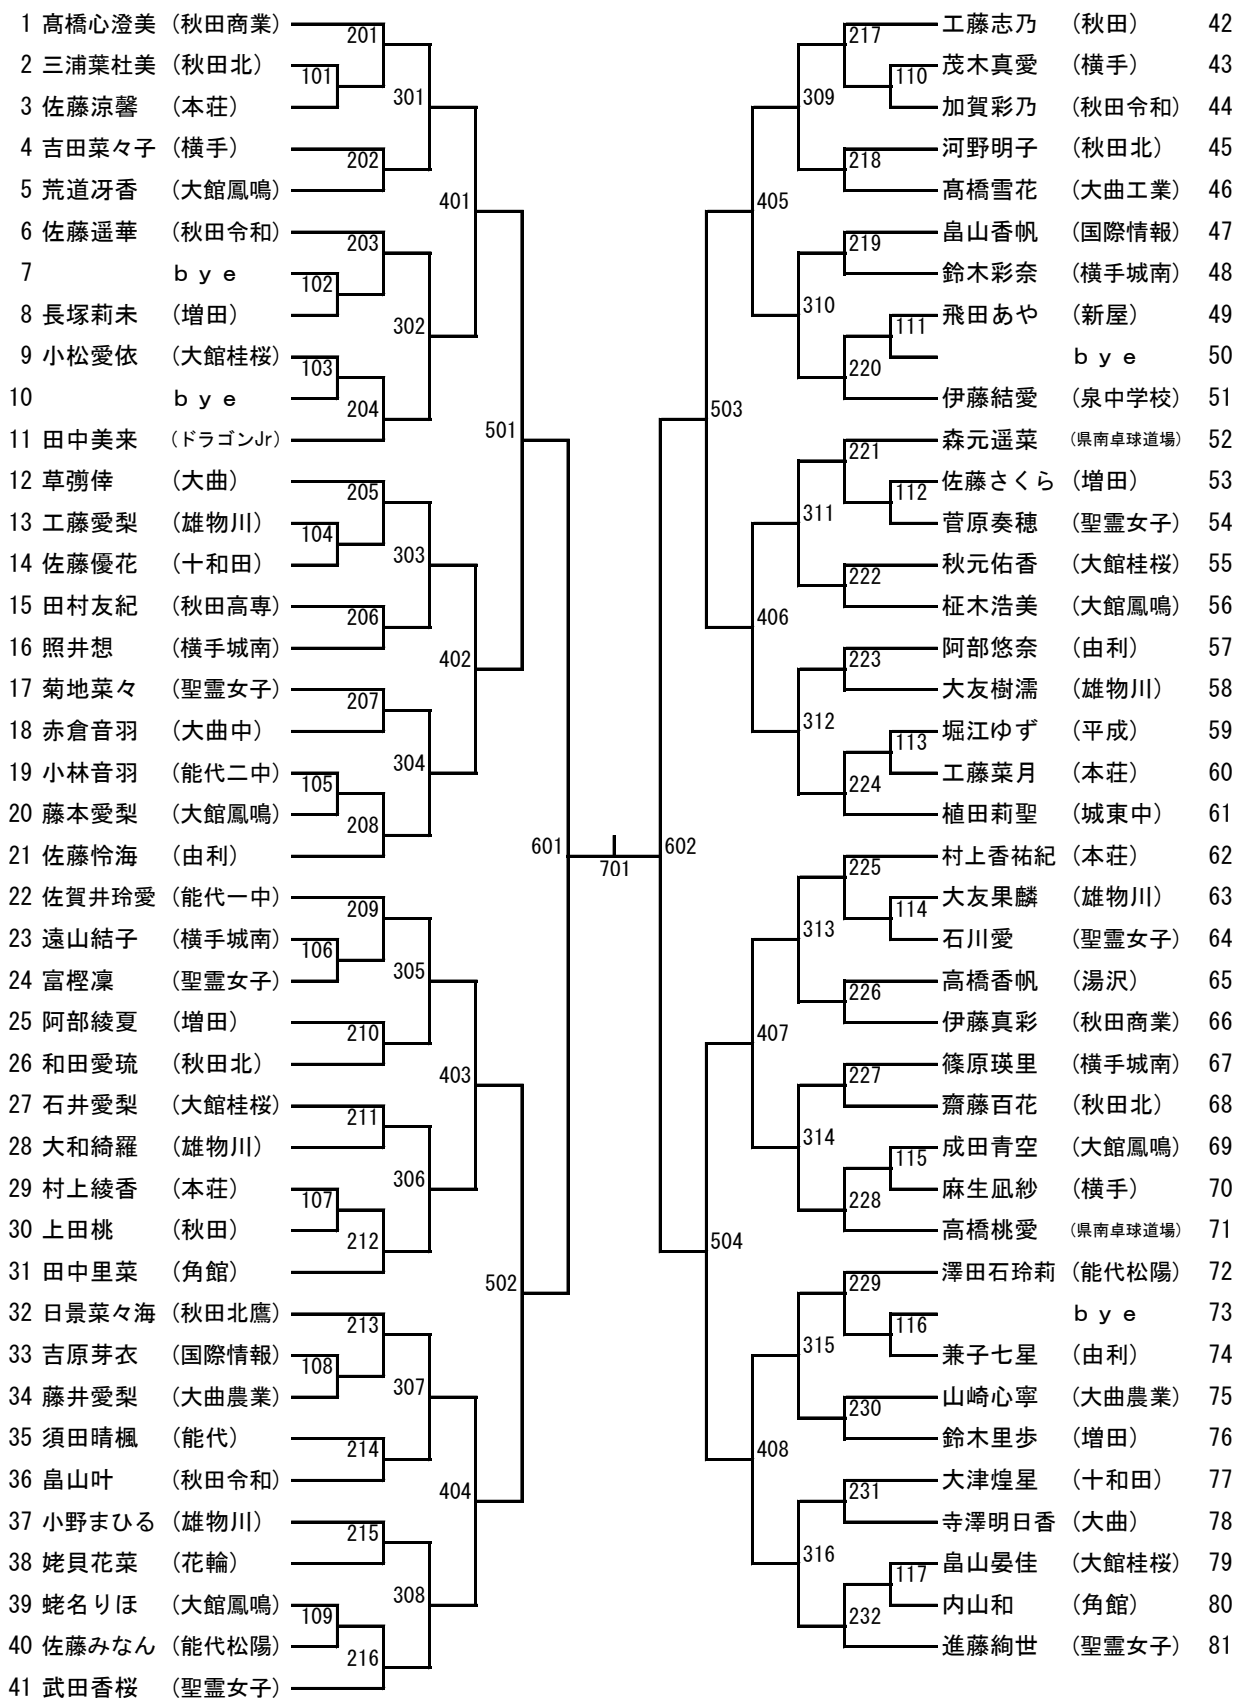 1 髙橋心澄美 (秋田商業)
2 三浦葉杜美 (秋田北)
3 佐藤涼馨 (本荘)
4 吉田菜々子 (横手)
5 荒道冴香 (大館鳳鳴)
6 佐藤遥華 (秋田令和)
7 ｂｙｅ
8 長塚莉未 (増田)
9 小松愛依 (大館桂桜)
10 ｂｙｅ
11 田中美来 (ドラゴンJr)
12 草彅倖 (大曲)
13 工藤愛梨 (雄物川)
14 佐藤優花 (十和田)
15 田村友紀 (秋田高専)
16 照井想 (横手城南)
17 菊地菜々 (聖霊女子)
18 赤倉音羽 (大曲中)
19 小林音羽 (能代二中)
20 藤本愛梨 (大館鳳鳴)
21 佐藤怜海 (由利)
22 佐賀井玲愛 (能代一中)
23 遠山結子 (横手城南)
24 富樫凜 (聖霊女子)
25 阿部綾夏 (増田)
26 和田愛琉 (秋田北)
27 石井愛梨 (大館桂桜)
28 大和綺羅 (雄物川)
29 村上綾香 (本荘)
30 上田桃 (秋田)
31 田中里菜 (角館)
32 日景菜々海 (秋田北鷹)
33 吉原芽衣 (国際情報)
34 藤井愛梨 (大曲農業)
35 須田晴楓 (能代)
36 畠山叶 (秋田令和)
37 小野まひる (雄物川)
38 姥貝花菜 (花輪)
39 蛯名りほ (大館鳳鳴)
40 佐藤みなん (能代松陽)
41 武田香桜 (聖霊女子)
201
101
301
202
401
203
102
302
103
204
501
205
104
303
206
402
207
304
105
208
601
209
106
305
210
403
211
306
107
212
502
213
108
307
214
404
215
308
109
216
701
工藤志乃 (秋田) 42
茂木真愛 (横手) 43
加賀彩乃 (秋田令和) 44
河野明子 (秋田北) 45
髙橋雪花 (大曲工業) 46
畠山香帆 (国際情報) 47
鈴木彩奈 (横手城南) 48
飛田あや (新屋) 49
ｂｙｅ 50
伊藤結愛 (泉中学校) 51
森元遥菜 (県南卓球道場) 52
佐藤さくら (増田) 53
菅原奏穂 (聖霊女子) 54
秋元佑香 (大館桂桜) 55
柾木浩美 (大館鳳鳴) 56
阿部悠奈 (由利) 57
大友樹濡 (雄物川) 58
堀江ゆず (平成) 59
工藤菜月 (本荘) 60
植田莉聖 (城東中) 61
村上香祐紀 (本荘) 62
大友果麟 (雄物川) 63
石川愛 (聖霊女子) 64
高橋香帆 (湯沢) 65
伊藤真彩 (秋田商業) 66
篠原瑛里 (横手城南) 67
齋藤百花 (秋田北) 68
成田青空 (大館鳳鳴) 69
麻生凪紗 (横手) 70
高橋桃愛 (県南卓球道場) 71
澤田石玲莉 (能代松陽) 72
ｂｙｅ 73
兼子七星 (由利) 74
山崎心寧 (大曲農業) 75
鈴木里歩 (増田) 76
大津煌星 (十和田) 77
寺澤明日香 (大曲) 78
畠山晏佳 (大館桂桜) 79
内山和 (角館) 80
進藤絢世 (聖霊女子) 81
217
110
309
218
405
219
310
111
220
503
221
112
311
222
406
223
312
113
224
602
225
114
313
226
407
227
314
115
228
504
229
116
315
230
408
231
316
117
232